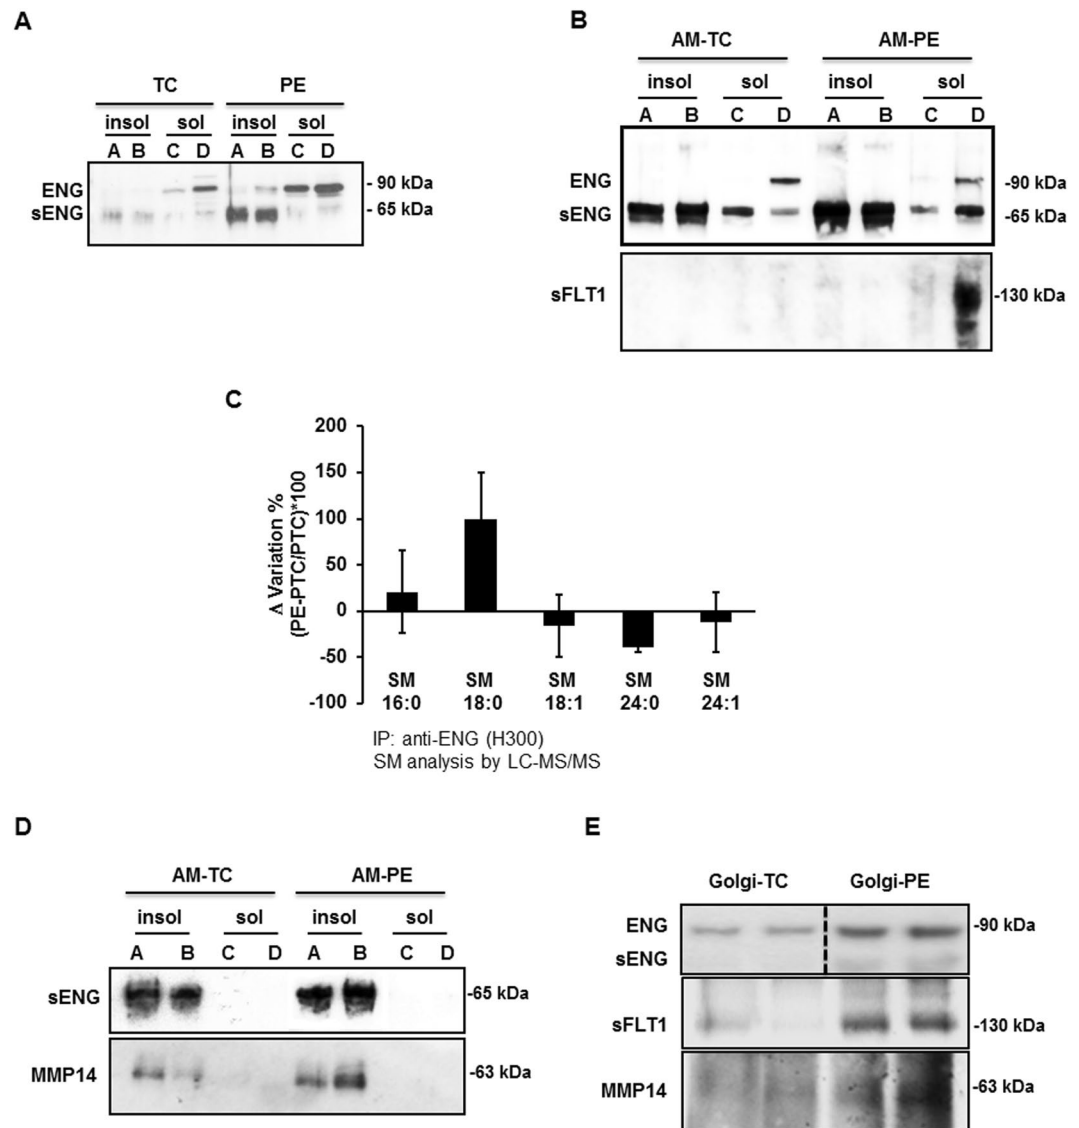 A
TC PE
insol sol insol sol
A B C D A B C D
ENG - 90 kDa
sENG - 65 kDa
B
AM-TC AM-PE
insol sol insol sol
A B C D A B C D
ENG -90 kDa
sENG -65 kDa
sFLT1 -130 kDa
C
Δ Variation %
(PE-PTC/PTC)*100
200
150
100
50
0
-50
-100
SM SM SM SM SM
16:0 18:0 18:1 24:0 24:1
IP: anti-ENG (H300)
SM analysis by LC-MS/MS
D
AM-TC AM-PE
insol sol insol sol
A B C D A B C D
sENG -65 kDa
MMP14 -63 kDa
E
Golgi-TC Golgi-PE
ENG -90 kDa
sENG
sFLT1 -130 kDa
MMP14 -63 kDa